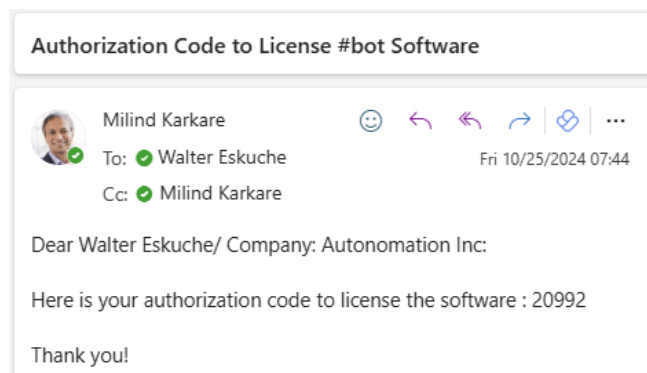 Authorization Code to License #bot Software
Milind Karkare
To: Walter Eskuche
Fri 10/25/2024 07:44
Cc: Milind Karkare
Dear Walter Eskuche/ Company: Autonomation Inc:
Here is your authorization code to license the software : 20992
Thank you!